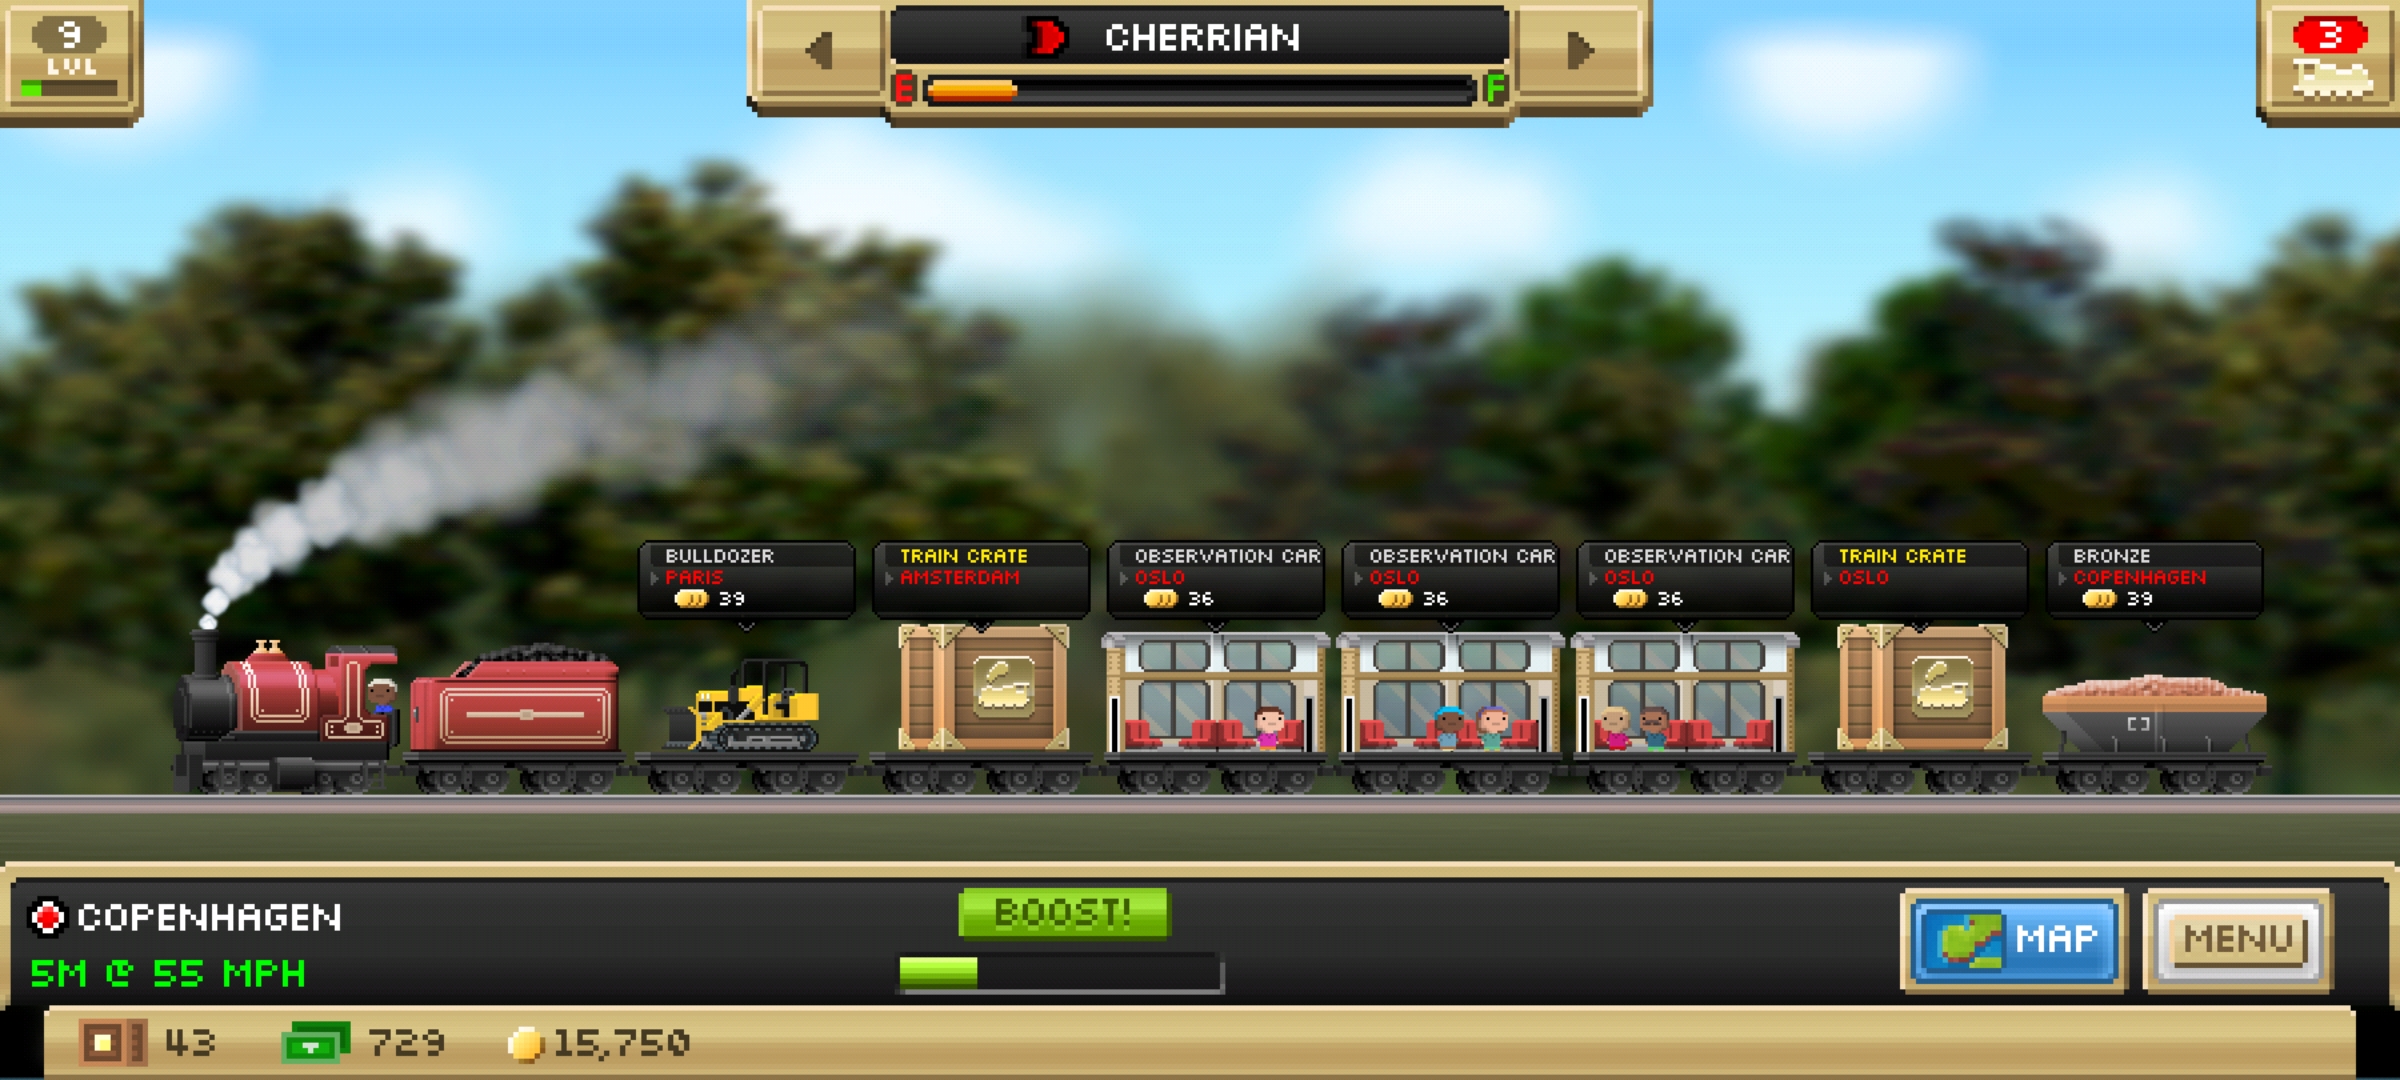 9
LVL
CHERRIAN
E F
3
BULLDOZER
PARIS
39
TRAIN CRATE
AMSTERDAM
OBSERVATION CAR
OSLO
36
OBSERVATION CAR
OSLO
36
OBSERVATION CAR
OSLO
36
TRAIN CRATE
OSLO
BRONZE
COPENHAGEN
39
COPENHAGEN
5M @ 55 MPH
BOOST!
MAP
MENU
43
729
15,750